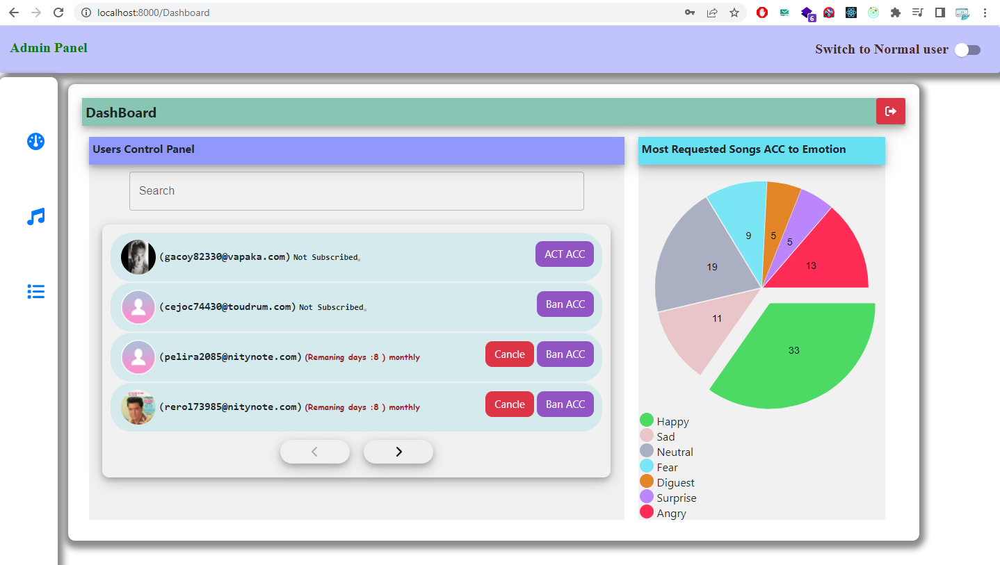 localhost:8000/Dashboard
6
Admin Panel
Switch to Normal user
DashBoard
Users Control Panel
Search
(gacoy82330@vapaka.com) Not Subscribed。
ACT ACC
(cejoc74430@toudrum.com) Not Subscribed。
Ban ACC
(pelira2085@nitynote.com) (Remaning days :8 ) monthly
Cancle
Ban ACC
(rerol73985@nitynote.com) (Remaning days :8 ) monthly
Cancle
Ban ACC
Most Requested Songs ACC to Emotion
9
5
5
19
13
11
33
Happy
Sad
Neutral
Fear
Diguest
Surprise
Angry